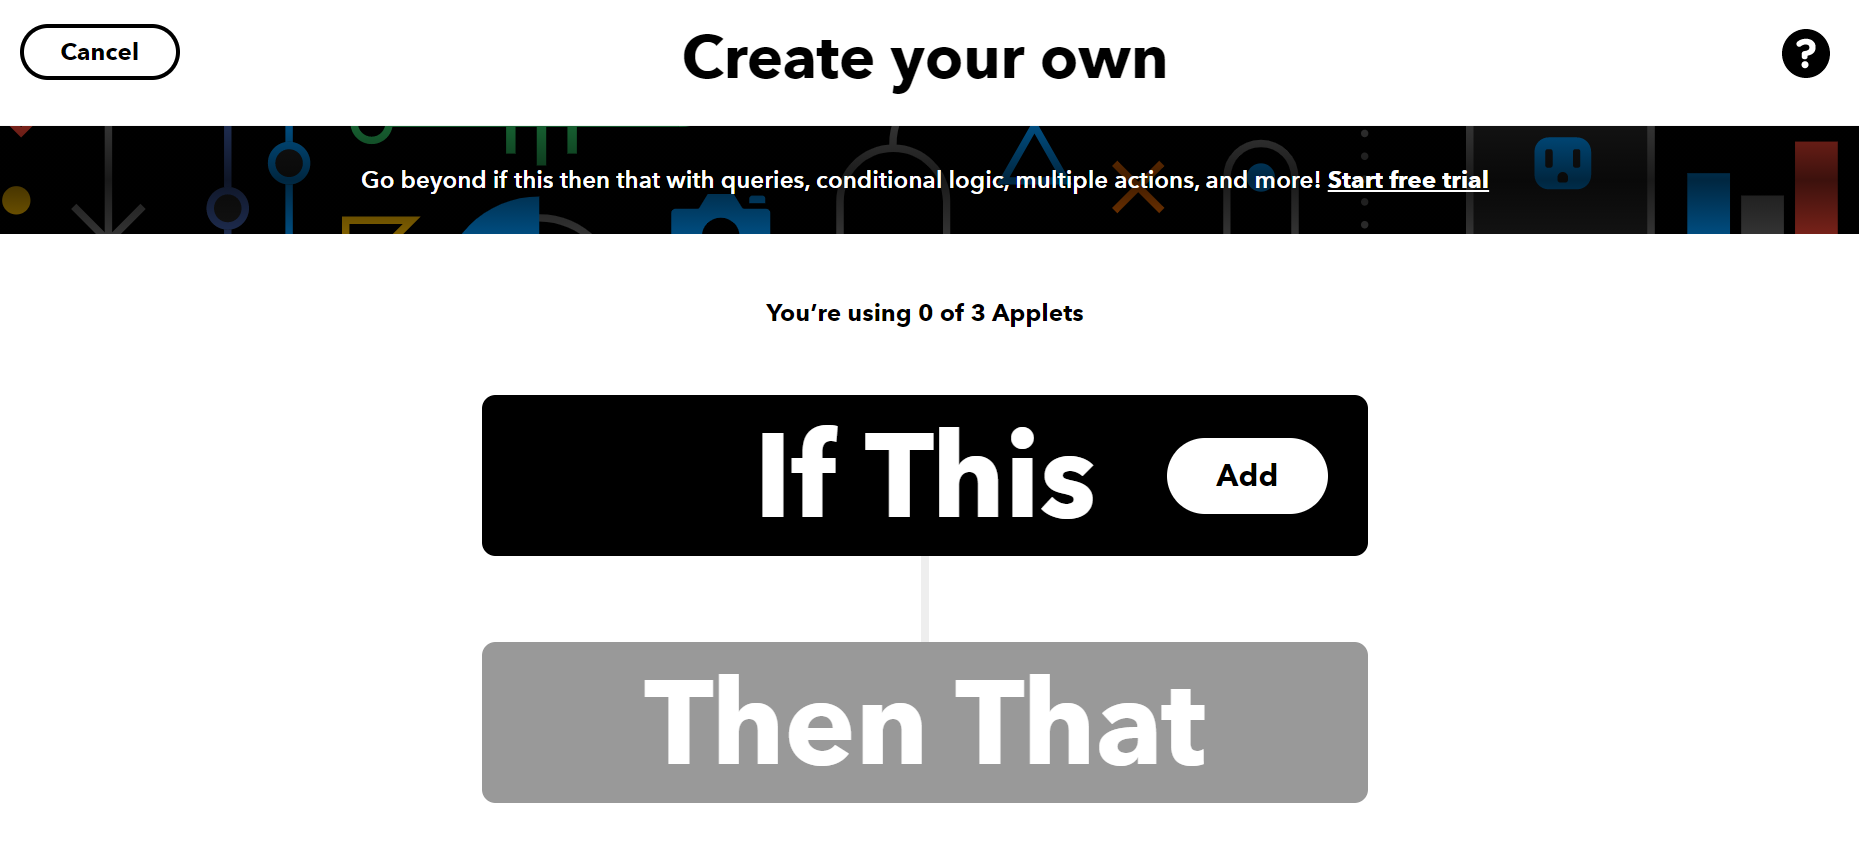 Cancel
Create your own
?
Go beyond if this then that with queries, conditional logic, multiple actions, and more! Start free trial
You’re using 0 of 3 Applets
If This
Add
Then That